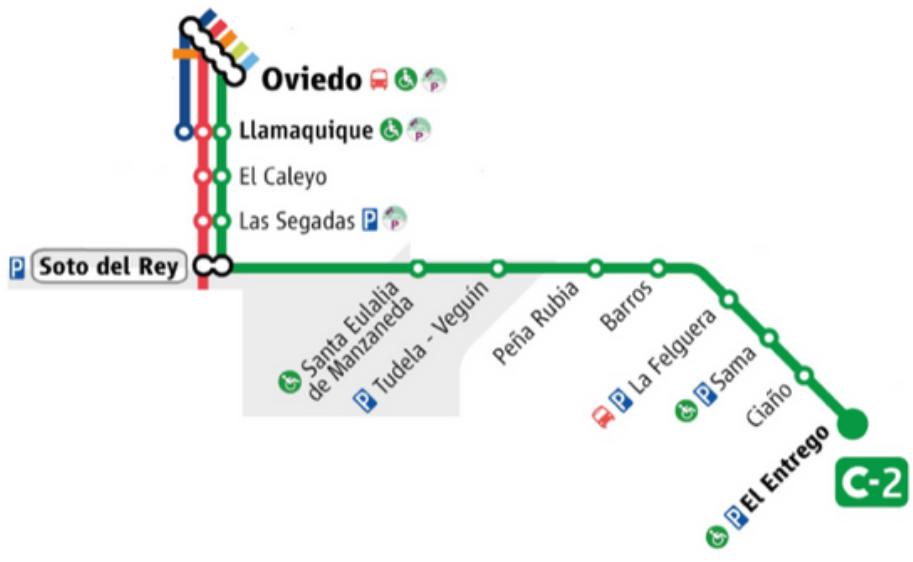 Oviedo
P
Llamaquique
P
El Caleyo
Las Segadas P
P
P Soto del Rey
Santa Eulalia
de Manzaneda
P Tudela - Veguín
Peña Rubia
Barros
P La Felguera
P Sama
Ciaño
P El Entrego
C-2